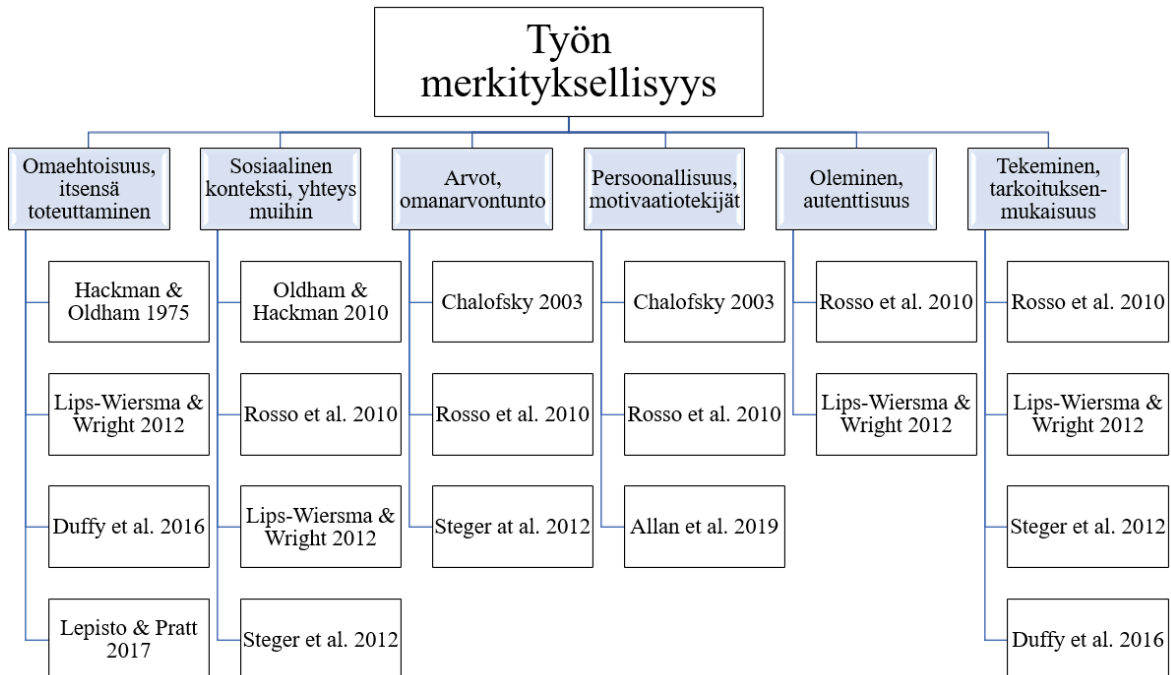 Työn
merkityksellisyys
Omaehtoisuus,
itsensä
toteuttaminen
Sosiaalinen
konteksti, yhteys
muihin
Arvot,
omanarvontunto
Persoonallisuus,
motivaatiotekijät
Oleminen,
autenttisuus
Tekeminen,
tarkoituksen-
mukaisuus
Hackman &
Oldham 1975
Oldham &
Hackman 2010
Chalofsky 2003
Chalofsky 2003
Rosso et al. 2010
Rosso et al. 2010
Lips-Wiersma &
Wright 2012
Rosso et al. 2010
Rosso et al. 2010
Rosso et al. 2010
Lips-Wiersma &
Wright 2012
Lips-Wiersma &
Wright 2012
Duffy et al. 2016
Lips-Wiersma &
Wright 2012
Steger at al. 2012
Allan et al. 2019
Steger et al. 2012
Lepisto & Pratt
2017
Steger et al. 2012
Duffy et al. 2016